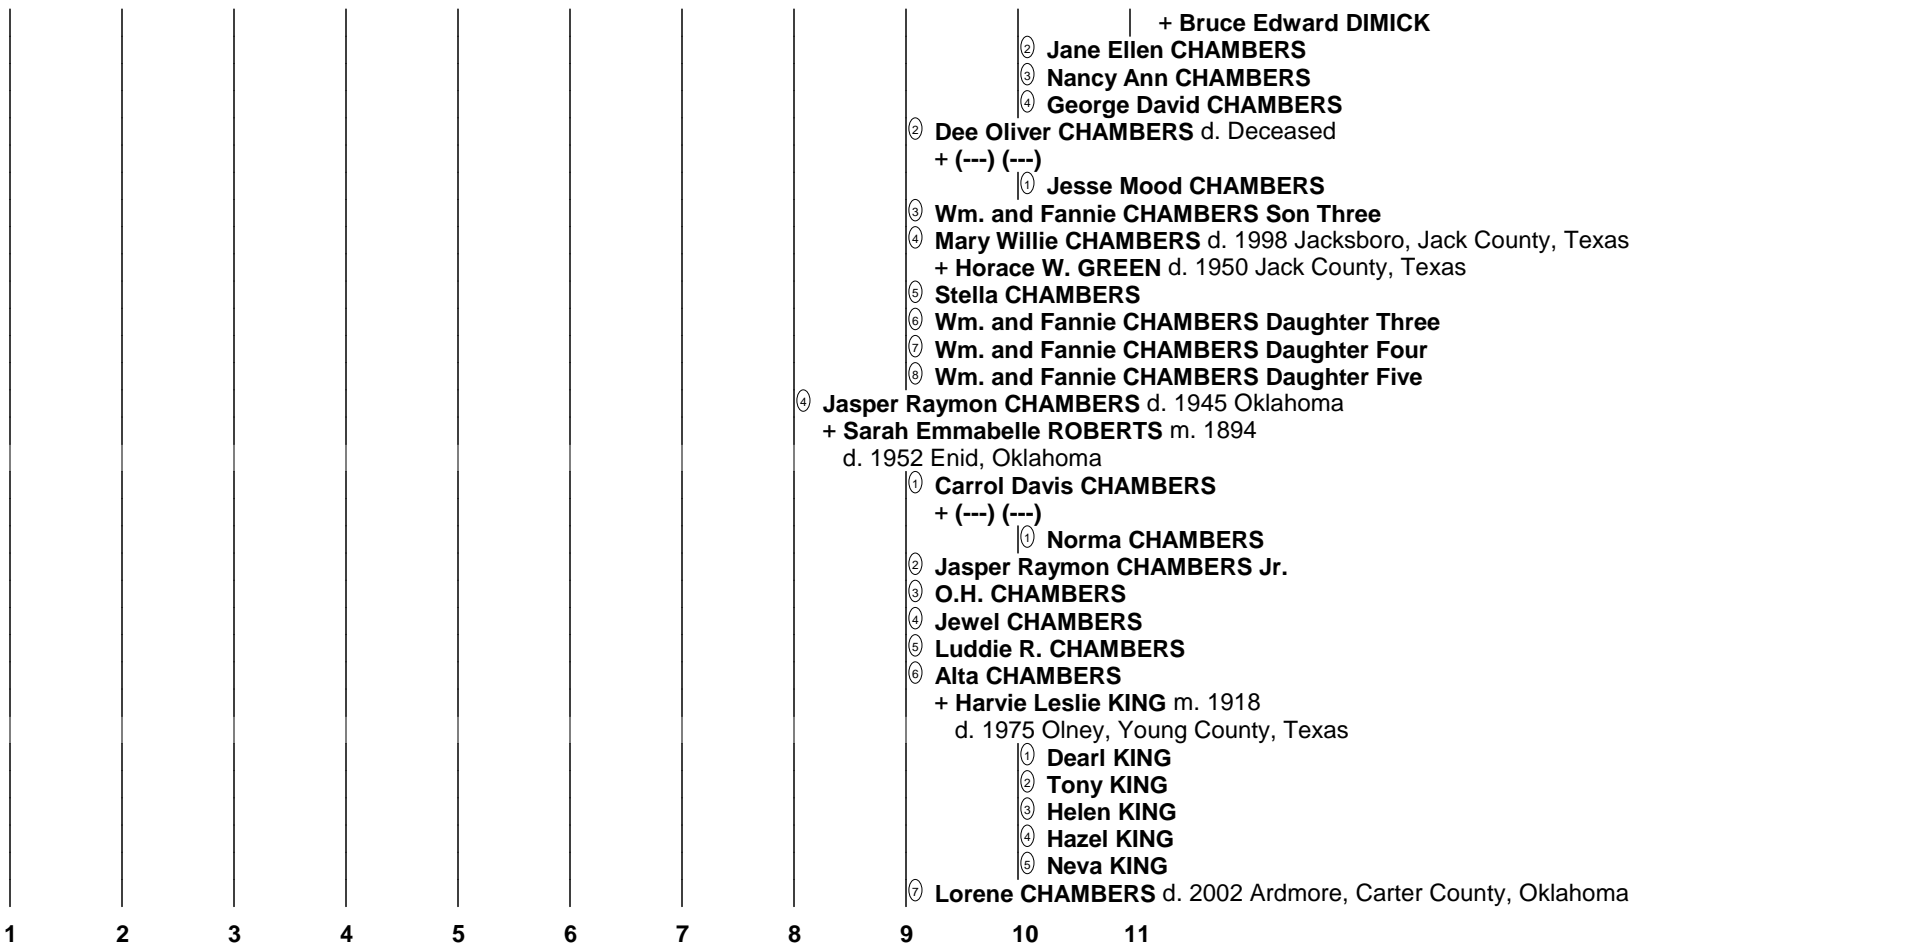 + Bruce Edward DIMICK
② Jane Ellen CHAMBERS
③ Nancy Ann CHAMBERS
④ George David CHAMBERS
② Dee Oliver CHAMBERS d. Deceased
+ (---) (---)
① Jesse Mood CHAMBERS
③ Wm. and Fannie CHAMBERS Son Three
④ Mary Willie CHAMBERS d. 1998 Jacksboro, Jack County, Texas
+ Horace W. GREEN d. 1950 Jack County, Texas
⑤ Stella CHAMBERS
⑥ Wm. and Fannie CHAMBERS Daughter Three
⑦ Wm. and Fannie CHAMBERS Daughter Four
⑧ Wm. and Fannie CHAMBERS Daughter Five
④ Jasper Raymon CHAMBERS d. 1945 Oklahoma
+ Sarah Emmabelle ROBERTS m. 1894
d. 1952 Enid, Oklahoma
① Carrol Davis CHAMBERS
+ (---) (---)
① Norma CHAMBERS
② Jasper Raymon CHAMBERS Jr.
③ O.H. CHAMBERS
④ Jewel CHAMBERS
⑤ Luddie R. CHAMBERS
⑥ Alta CHAMBERS
+ Harvie Leslie KING m. 1918
d. 1975 Olney, Young County, Texas
① Dearl KING
② Tony KING
③ Helen KING
④ Hazel KING
⑤ Neva KING
⑦ Lorene CHAMBERS d. 2002 Ardmore, Carter County, Oklahoma
1 2 3 4 5 6 7 8 9 10 11